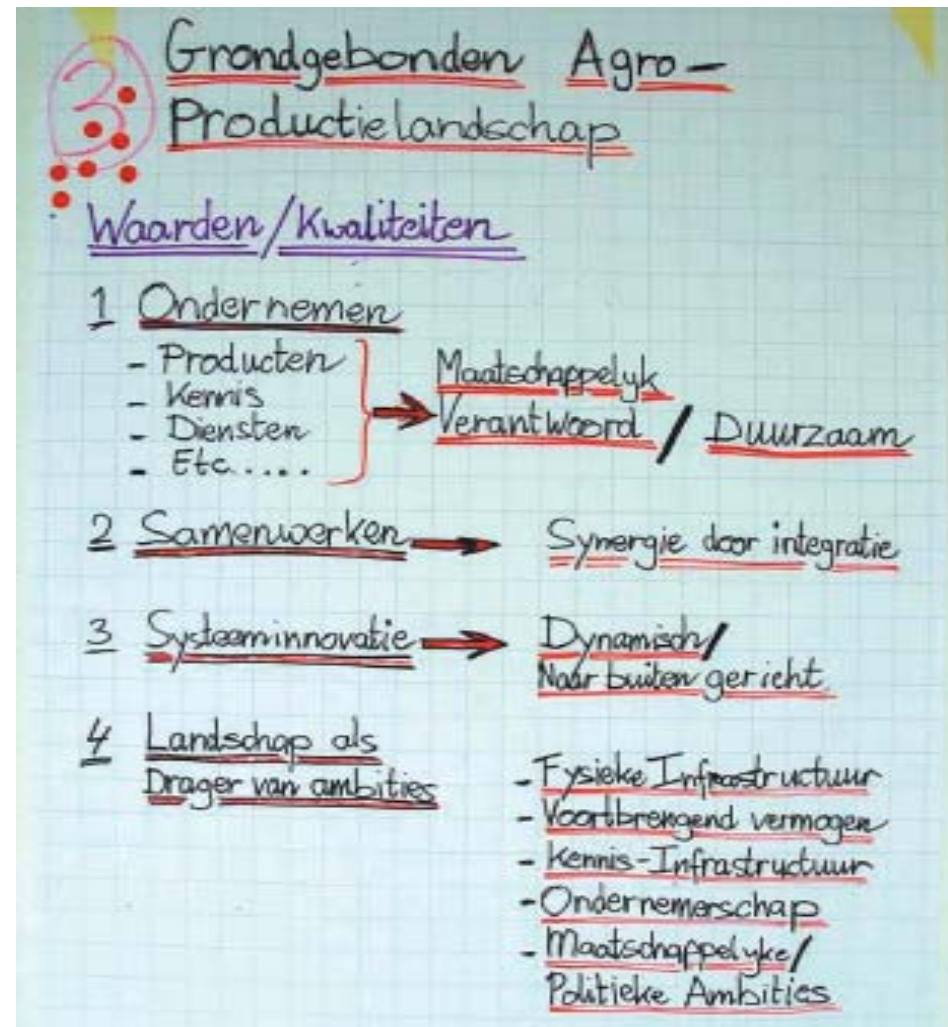 3
Grondgebonden Agro-
Productielandschap
Waarden/Kwaliteiten
1 Ondernemen
- Producten
- Kennis
- Diensten
- Etc.....
Maatschappelyk
Verantwoord / Duurzaam
2 Samenwerken → Synergie door integratie
3 Systeeminnovatie → Dynamisch/
Naar buiten gericht
4 Landschap als
Drager van ambities
- Fysieke Infrastructuur
- Voortbrengend vermogen
- Kennis-Infrastructuur
- Ondernemerschap
- Maatschappelyke/
Politieke Ambities